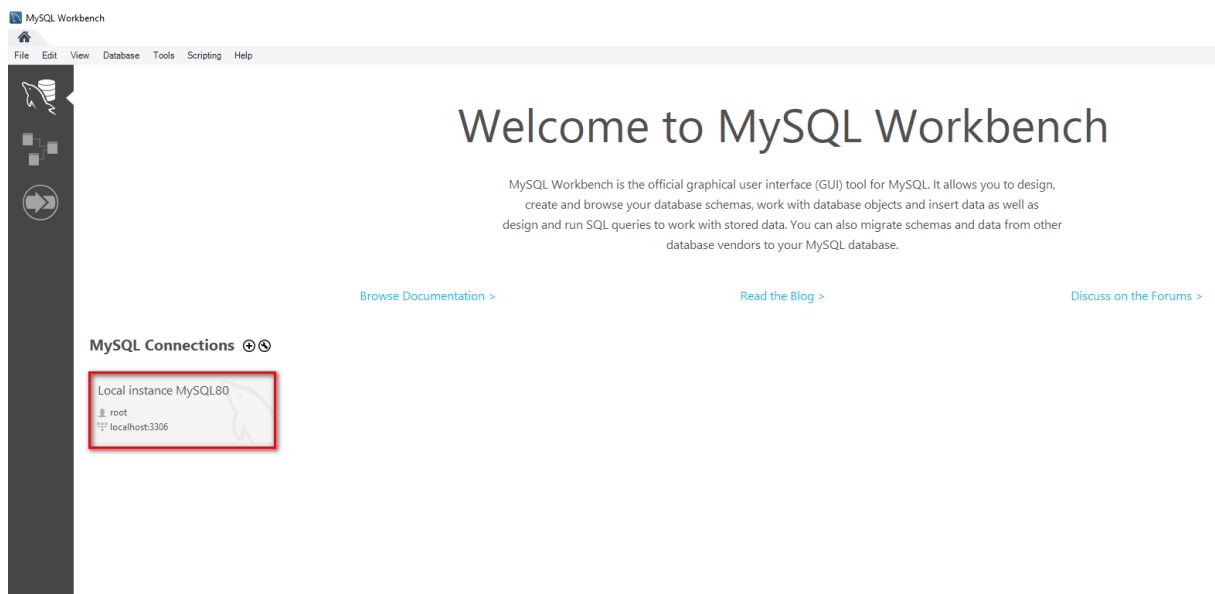 MySQL Workbench
File Edit View Database Tools Scripting Help
Welcome to MySQL Workbench
MySQL Workbench is the official graphical user interface (GUI) tool for MySQL. It allows you to design,
create and browse your database schemas, work with database objects and insert data as well as
design and run SQL queries to work with stored data. You can also migrate schemas and data from other
database vendors to your MySQL database.
Browse Documentation > Read the Blog > Discuss on the Forums >
MySQL Connections
Local instance MySQL80
root
localhost:3306